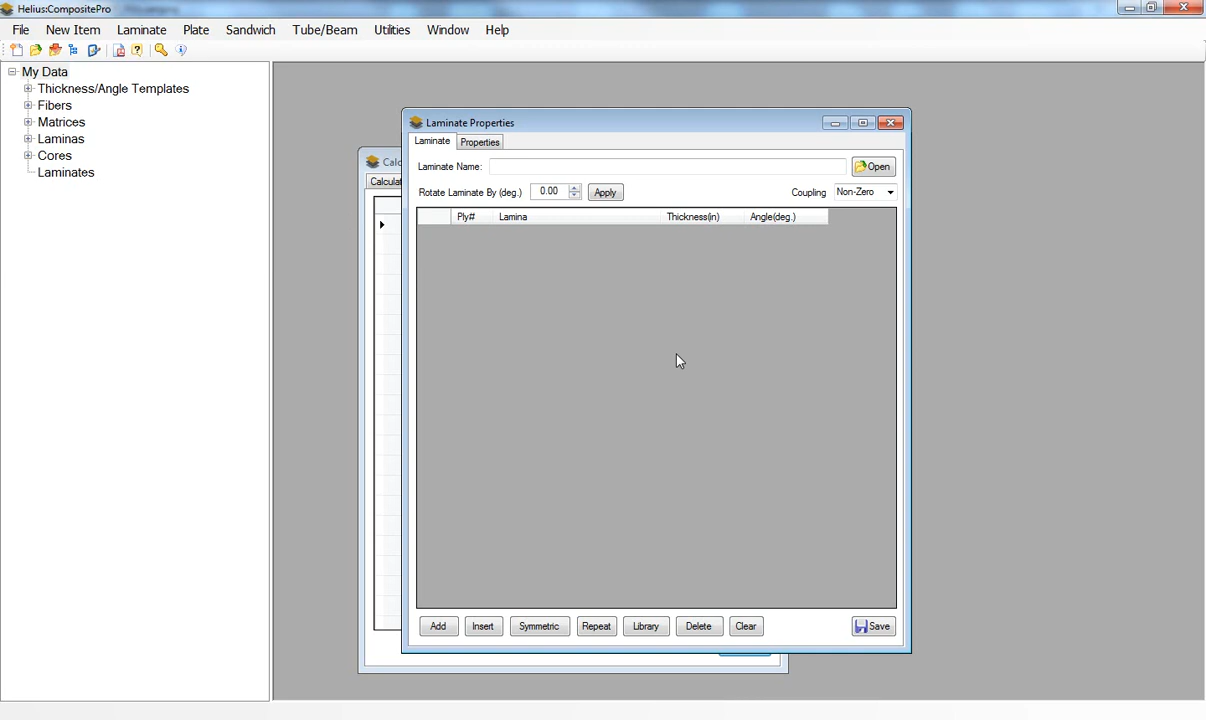 Helius:CompositePro
File New Item Laminate Plate Sandwich Tube/Beam Utilities Window Help
My Data
Thickness/Angle Templates
Fibers
Matrices
Laminas
Cores
Laminates
Calc
Calculat
Laminate Properties
Laminate Properties
Laminate Name: Open
Rotate Laminate By (deg.) 0.00 Apply Coupling Non-Zero
Ply# Lamina Thickness(in) Angle(deg.)
Add Insert Symmetric Repeat Library Delete Clear Save